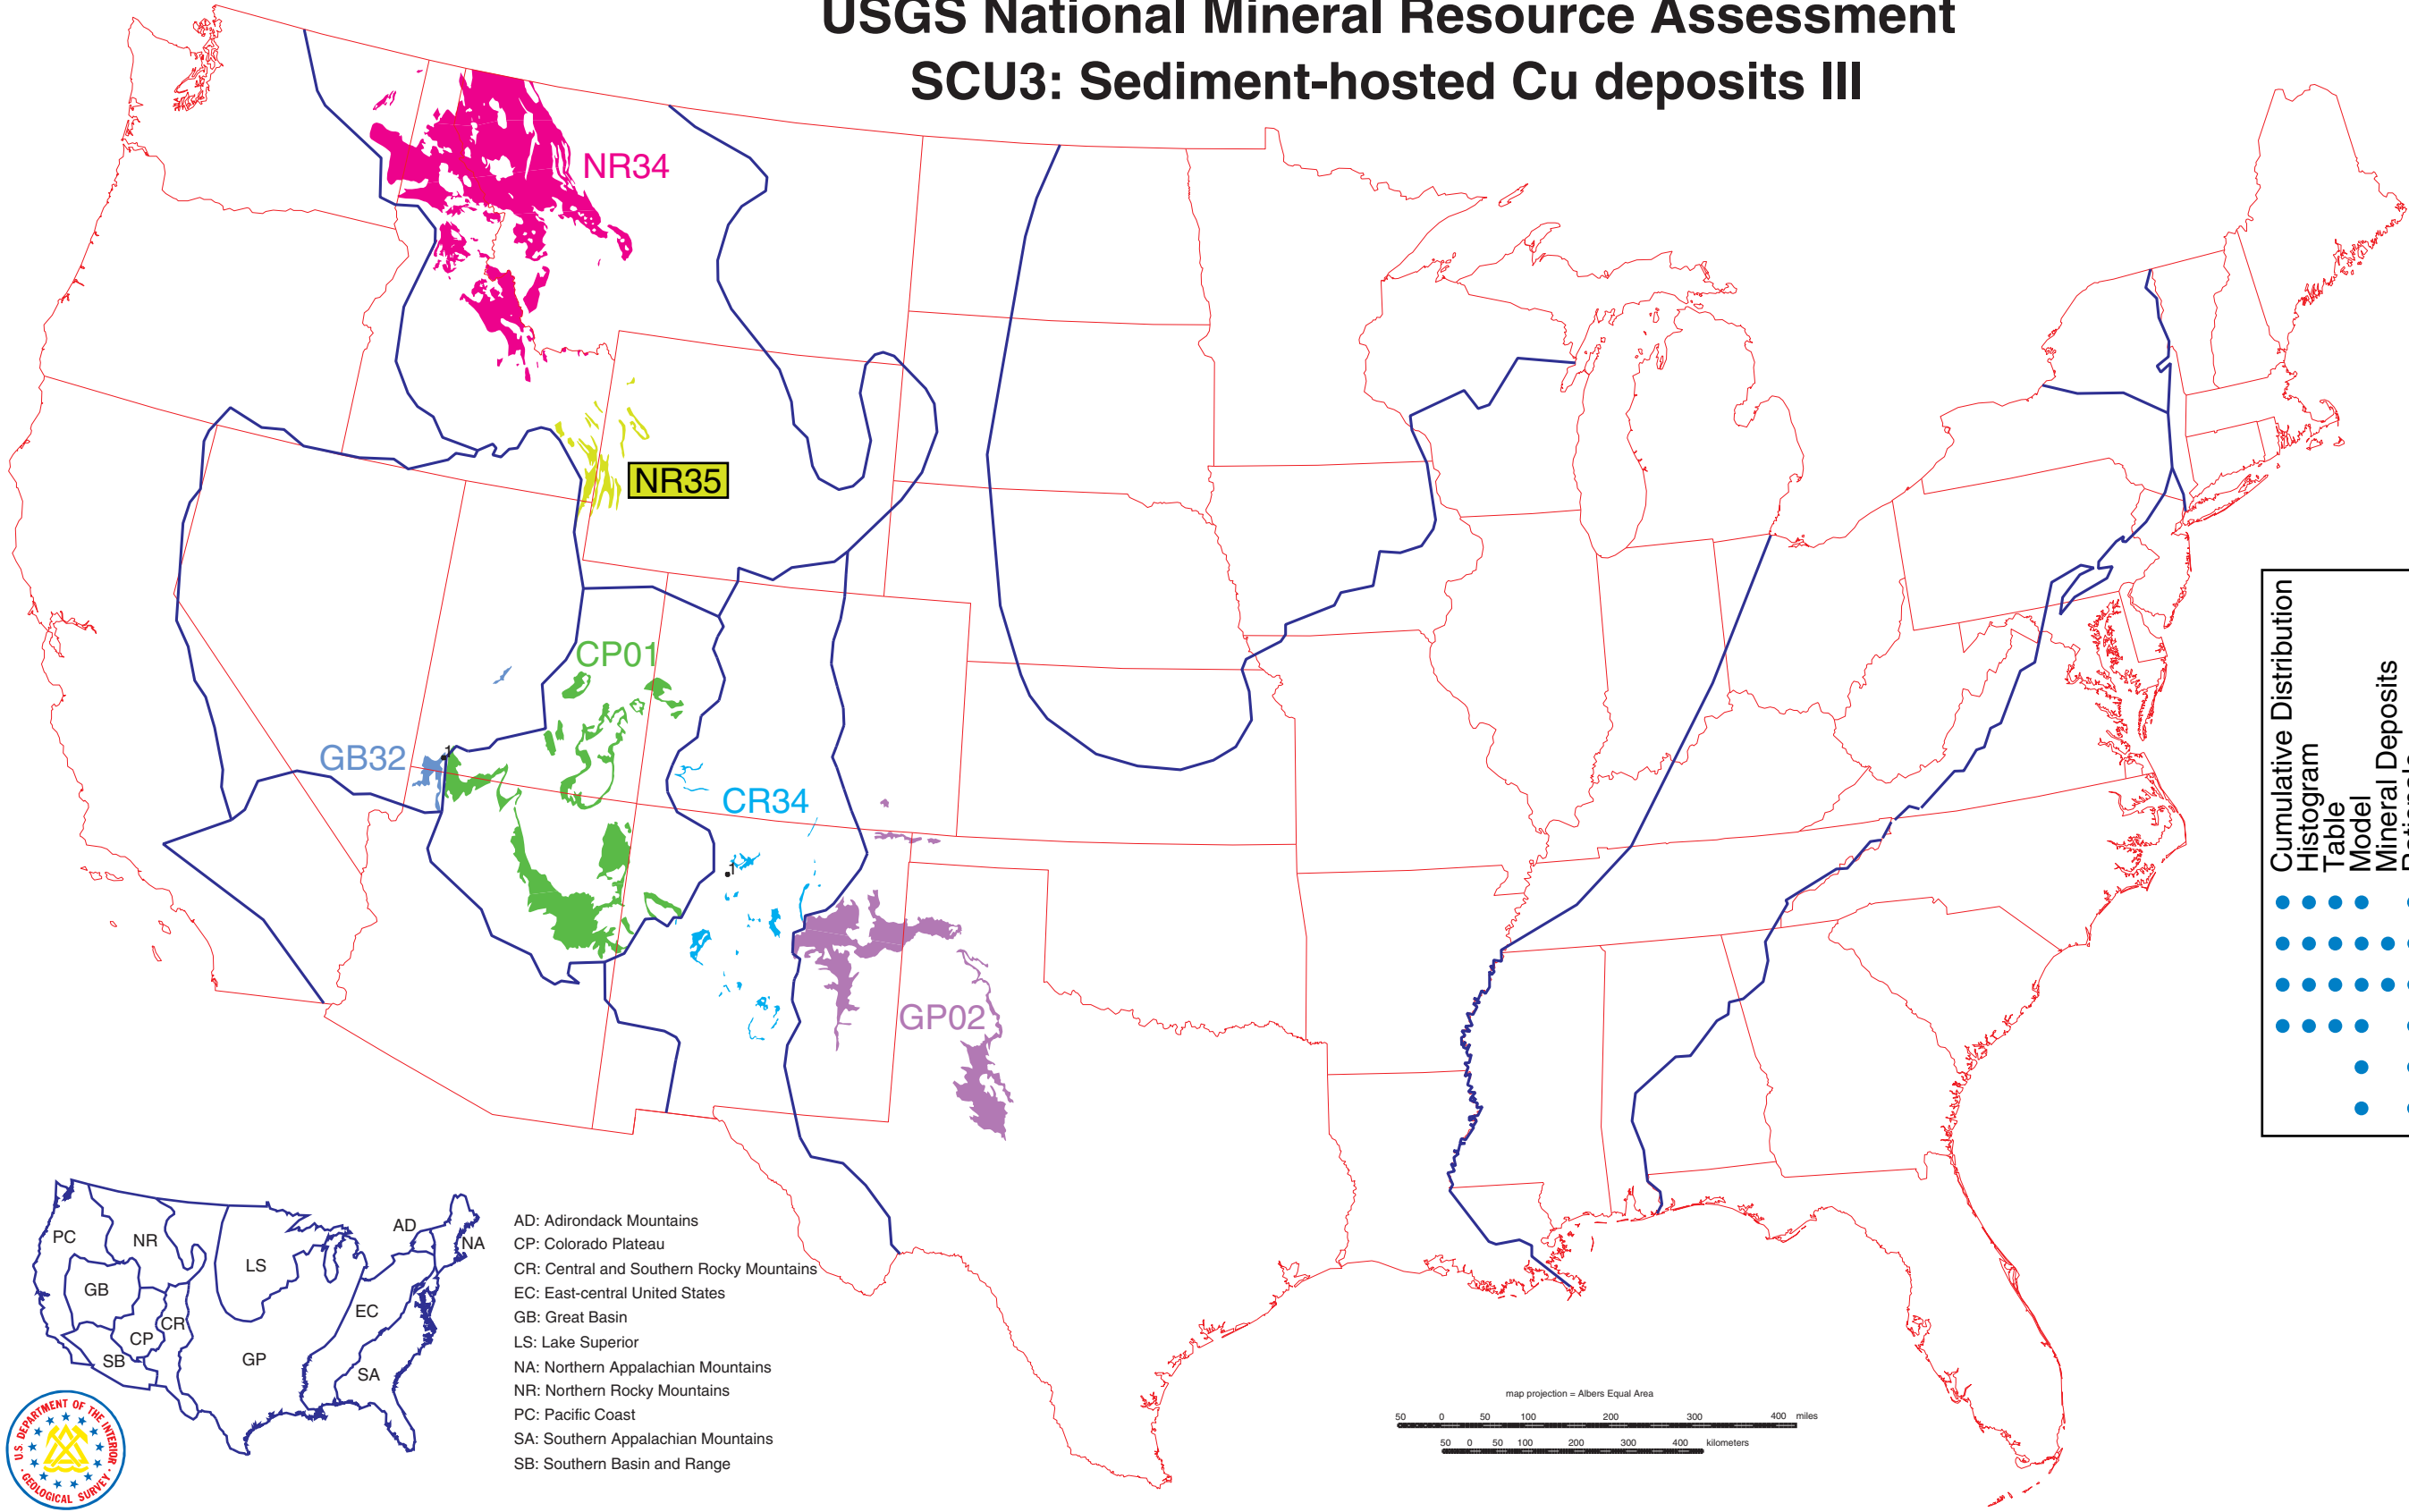 USGS National Mineral Resource Assessment
SCU3: Sediment-hosted Cu deposits III
NR34
NR35
CP01
GB32
1
CR34
1
GP02
Cumulative Distribution
Histogram
Table
Model
Mineral Deposits
PC
NR
LS
AD
NA
GB
CR
CP
EC
SB
GP
SA
AD: Adirondack Mountains
CP: Colorado Plateau
CR: Central and Southern Rocky Mountains
EC: East-central United States
GB: Great Basin
LS: Lake Superior
NA: Northern Appalachian Mountains
NR: Northern Rocky Mountains
PC: Pacific Coast
SA: Southern Appalachian Mountains
SB: Southern Basin and Range
U.S. DEPARTMENT OF THE INTERIOR
GEOLOGICAL SURVEY
map projection = Albers Equal Area
50 0 50 100 200 300 400 miles
50 0 50 100 200 300 400 kilometers